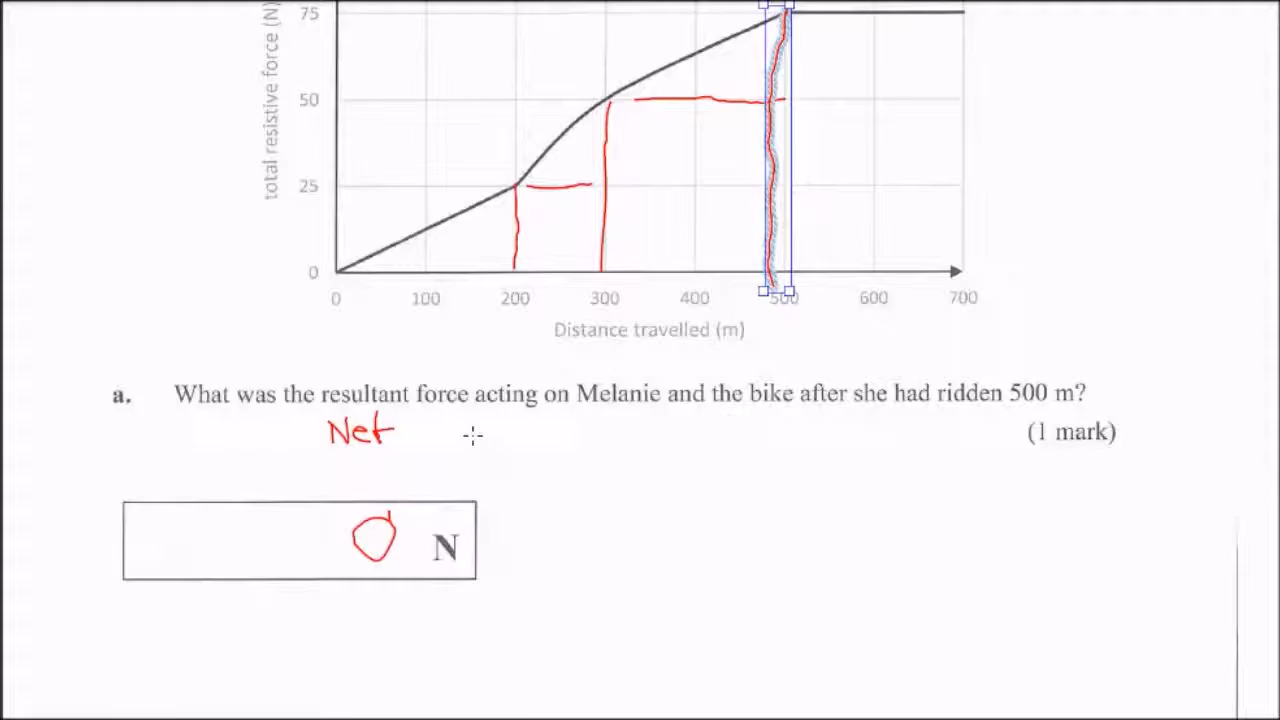 75
total resistive force (N)
50
25
0
0 100 200 300 400 500 600 700
Distance travelled (m)
a. What was the resultant force acting on Melanie and the bike after she had ridden 500 m?
Net
(1 mark)
0 N